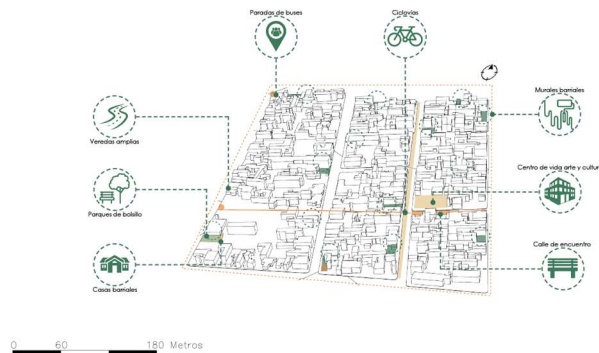 Paradas de buses
Ciclovías
Veredas amplias
Murales barriales
Parques de bolsillo
Centro de vida arte y cultur
Casas barriales
Calle de encuentro
0 60 180 Metros